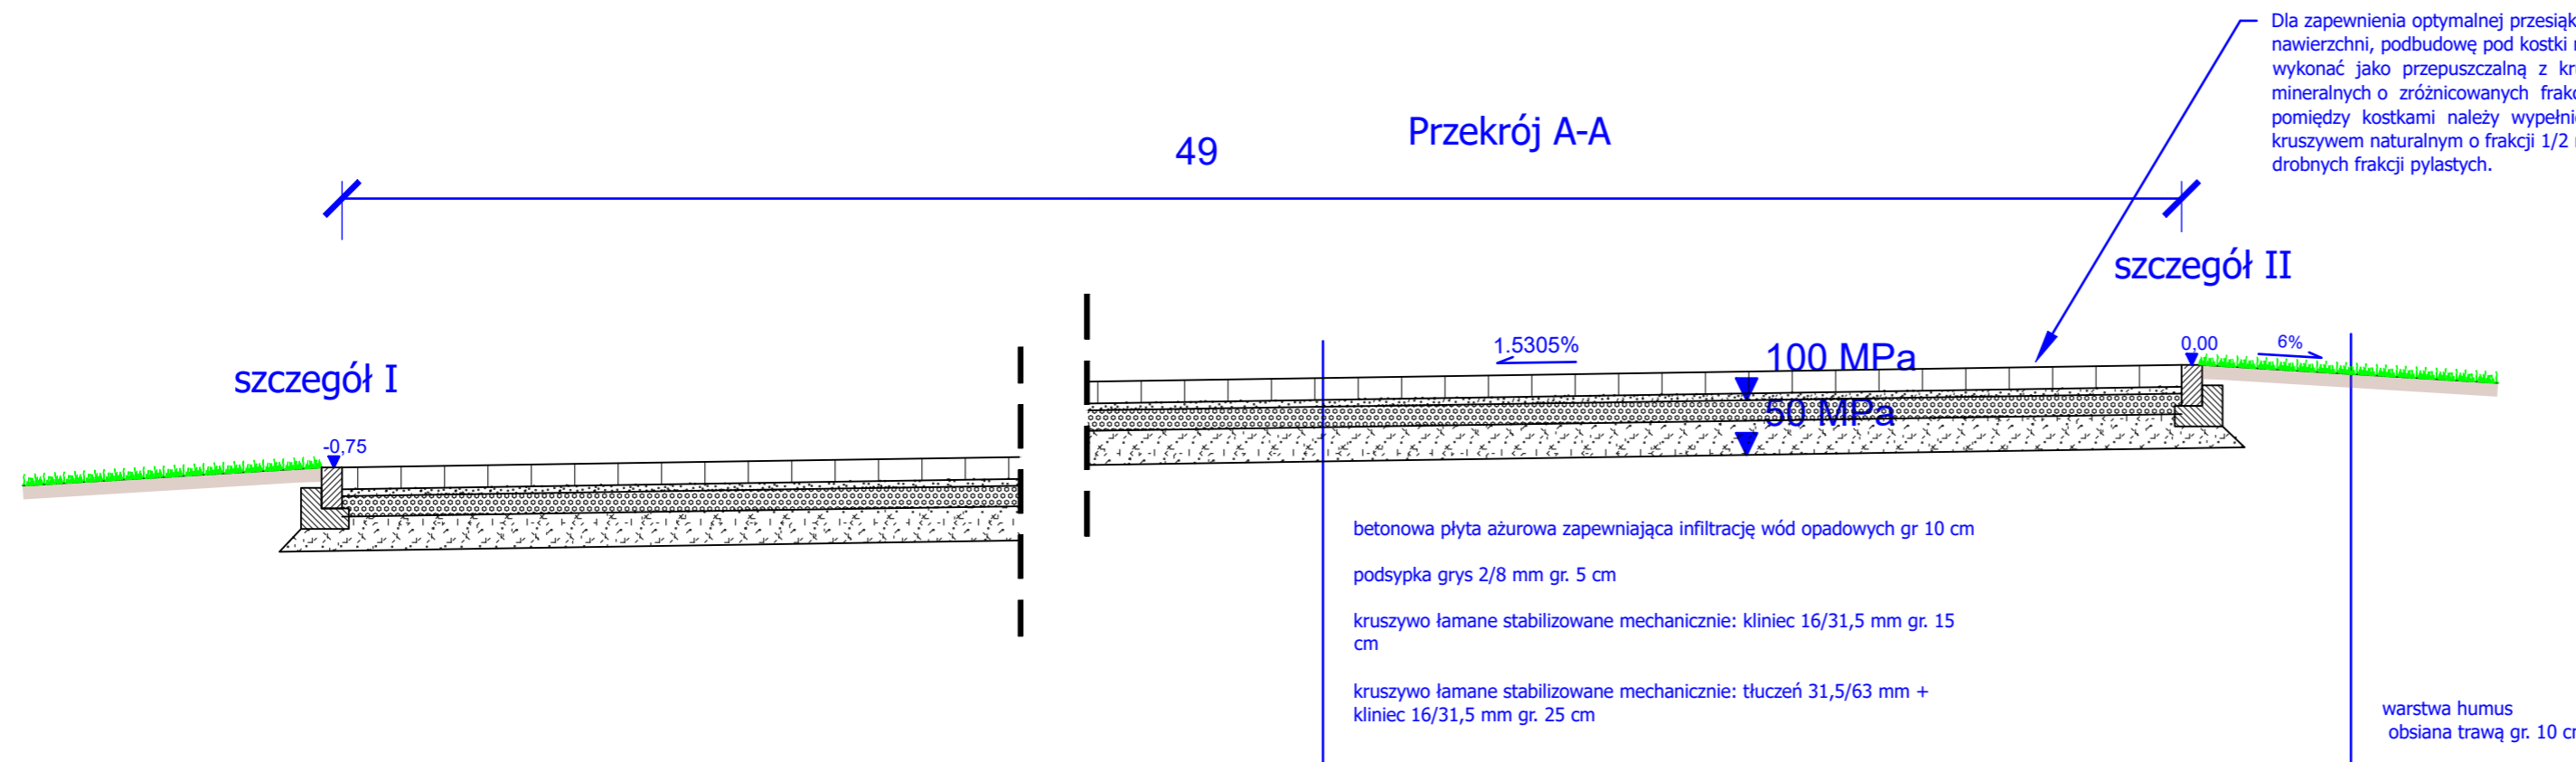 Dla zapewnienia optymalnej
nawierzchni, podbudowę pod kostki
wykonać jako przepuszczalną z
mineralnych o zróżnicowanych
pomiędzy kostkami należy
kruszywem naturalnym o frakcji 1/2
drobnych frakcji pylastych.
Przekrój A-A
49
szczegół II
szczegół I
1.5305%
100 MPa
50 MPa
0,00
6%
-0,75
betonowa płyta ażurowa zapewniająca infiltrację wód opadowych gr 10 cm
podsypka grys 2/8 mm gr. 5 cm
kruszywo łamane stabilizowane mechanicznie: kliniec 16/31,5 mm gr. 15
cm
kruszywo łamane stabilizowane mechanicznie: tłuczeń 31,5/63 mm +
kliniec 16/31,5 mm gr. 25 cm
warstwa humus
obsiana trawą gr. 10